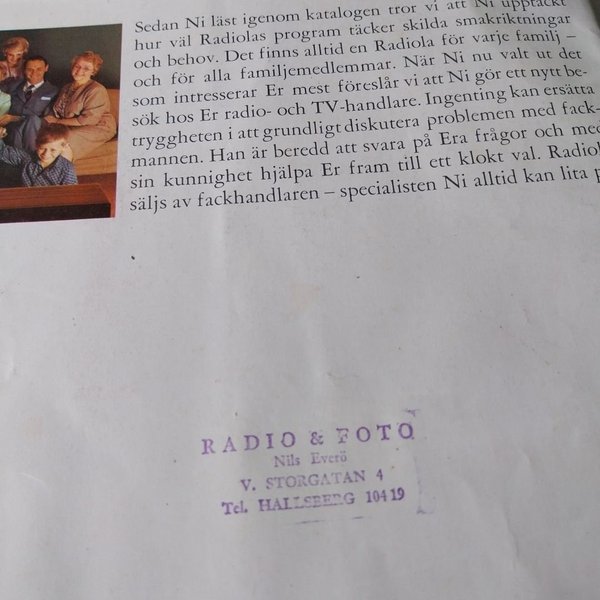 Sedan Ni läst igenom katalogen tror vi att Ni upptäckt
hur väl Radiolas program täcker skilda smakriktningar
och behov. Det finns alltid en Radiola för varje familj –
och för alla familjemedlemmar. När Ni nu valt ut det
som intresserar Er mest föreslår vi att Ni gör ett nytt be-
sök hos Er radio- och TV-handlare. Ingenting kan ersätta
tryggheten i att grundligt diskutera problemen med fack-
mannen. Han är beredd att svara på Era frågor och med
sin kunnighet hjälpa Er fram till ett klokt val. Radiol
säljs av fackhandlaren – specialisten Ni alltid kan lita p
RADIO & FOTO
Nils Everö
V. STORGATAN 4
Tel. HALLSBERG 10419